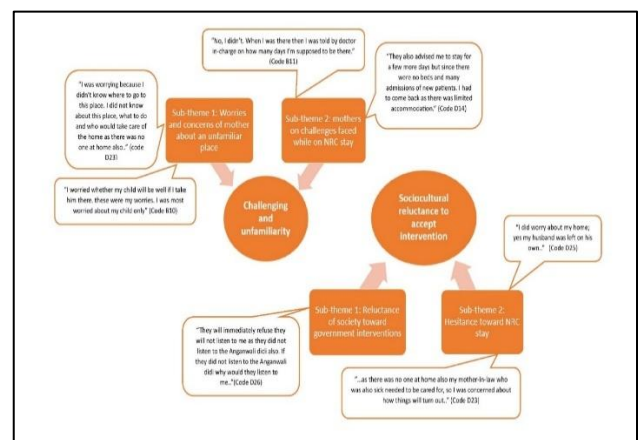 "No, I didn't. When I was there then I was told by doctor
in-charge on how many days I'm supposed to be there."
(Code B11)
"They also advised me to stay
for a few more days but since there
were no beds and many
admissions of new patients. I had
to come back as there was limited
accommodation." (Code D14)
"I was worrying because I
didn't know where to go to
this place. I did not know
about this place, what to do
and who would take care of
the home as there was no
one at home also.." (code
D23)
Sub-theme 1: Worries
and concerns of mother
about an unfamiliar
place
Sub-theme 2: mothers
on challenges faced
while on NRC stay
"I worried whether my child will be well if I take
him there, these were my worries. I was most
worried about my child only" (Code B10)
Challenging
and
unfamiliarity
Sociocultural
reluctance to
accept
intervention
"I did worry about my home;
yes my husband was left on his
own.." (Code D25)
Sub-theme 1: Reluctance
of society toward
government interventions
Sub-theme 2:
Hesitance toward NRC
stay
"They will immediately refuse they
will not listen to me as they did not
listen to the Anganwali didi also. If
they did not listen to the Anganwali
didi why would they listen to
me.."(Code D26)
"...as there was no one at home also my mother-in-law who
was also sick needed to be cared for, so I was concerned about
how things will turn out.."(Code D23)